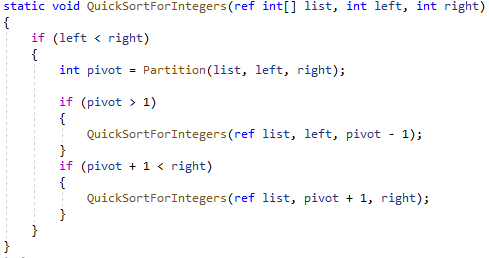 static void QuickSortForIntegers(ref int[] list, int left, int right)
{
    if (left < right)
    {
        int pivot = Partition(list, left, right);

        if (pivot > 1)
        {
            QuickSortForIntegers(ref list, left, pivot - 1);
        }
        if (pivot + 1 < right)
        {
            QuickSortForIntegers(ref list, pivot + 1, right);
        }
    }
}